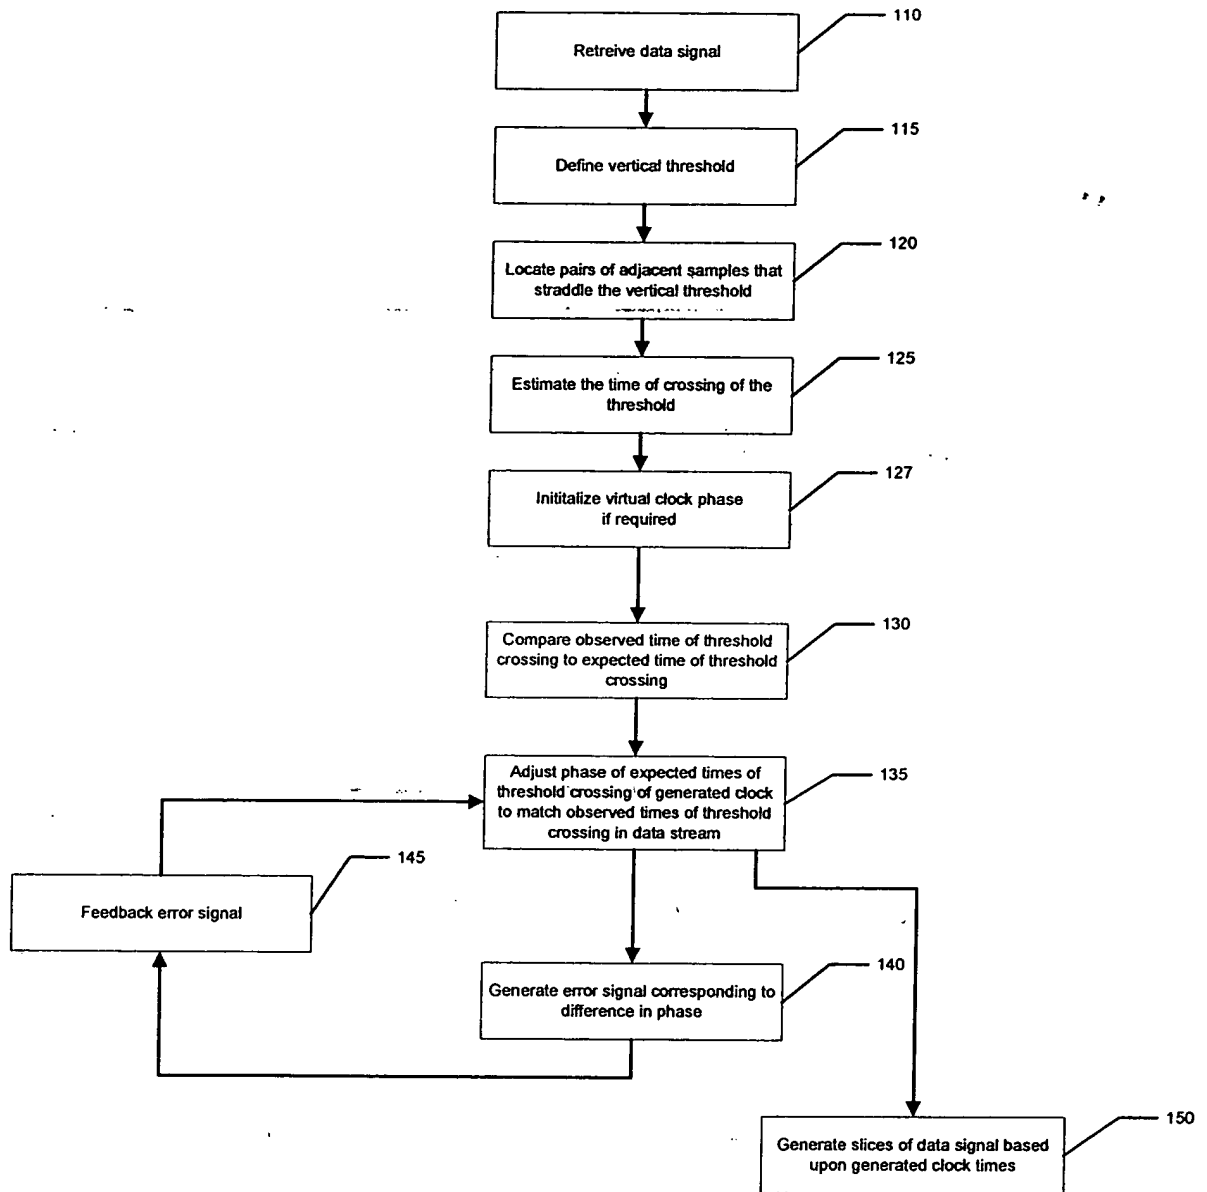 110
Retreive data signal
115
Define vertical threshold
120
Locate pairs of adjacent samples that
straddle the vertical threshold
125
Estimate the time of crossing of the
threshold
127
Inititalize virtual clock phase
if required
130
Compare observed time of threshold
crossing to expected time of threshold
crossing
135
Adjust phase of expected times of
threshold crossing of generated clock
to match observed times of threshold
crossing in data stream
145
Feedback error signal
140
Generate error signal corresponding to
difference in phase
150
Generate slices of data signal based
upon generated clock times